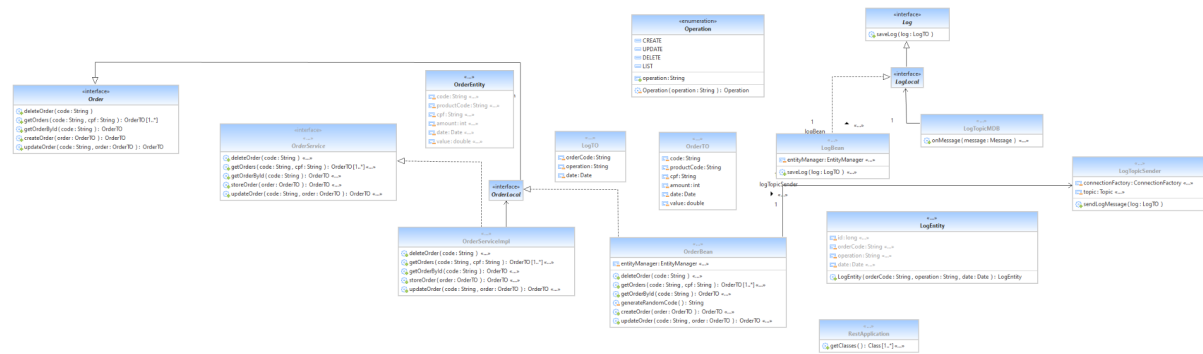 «interface»
Order
deleteOrder ( code : String )
getOrders ( code : String, cpf : String ) : OrderTO [1..*]
getOrderById ( code : String ) : OrderTO
createOrder ( order : OrderTO ) : OrderTO
updateOrder ( code : String , order : OrderTO ) : OrderTO
«interface» «...»
OrderService
deleteOrder ( code : String ) «...»
getOrders ( code : String, cpf : String ) : OrderTO [1..*] «...»
getOrderById ( code : String ) : OrderTO «...»
storeOrder ( order : OrderTO ) : OrderTO «...»
updateOrder ( code : String , order : OrderTO ) : OrderTO «...»
«...»
OrderEntity
code : String «...»
productCode : String «...»
cpf : String «...»
amount : int «...»
date : Date «...»
value : double «...»
«interface»
OrderLocal
«...»
OrderServiceImpl
deleteOrder ( code : String ) «...»
getOrders ( code : String, cpf : String ) : OrderTO [1..*] «...»
getOrderById ( code : String ) : OrderTO «...»
storeOrder ( order : OrderTO ) : OrderTO «...»
updateOrder ( code : String , order : OrderTO ) : OrderTO «...»
«...»
LogTO
orderCode : String
operation : String
date : Date
«enumeration»
Operation
CREATE
UPDATE
DELETE
LIST
operation : String
Operation ( operation : String ) : Operation
«...»
OrderTO
code : String
productCode : String
cpf : String
amount : int
date : Date
value : double
«...»
OrderBean
entityManager : EntityManager «...»
deleteOrder ( code : String ) «...»
getOrders ( code : String, cpf : String ) : OrderTO [1..*] «...»
getOrderById ( code : String ) : OrderTO «...»
generateRandomCode ( ) : String
createOrder ( order : OrderTO ) : OrderTO «...»
updateOrder ( code : String , order : OrderTO ) : OrderTO «...»
«interface»
Log
saveLog ( log : LogTO )
«interface»
LogLocal
1
logBean
«...»
1
«...»
LogTopicMDB
onMessage ( message : Message ) «...»
«...»
LogBean
entityManager : EntityManager «...»
saveLog ( log : LogTO ) «...»
logTopicSender
«...»
1
«...»
LogTopicSender
connectionFactory : ConnectionFactory «...»
topic : Topic «...»
sendLogMessage ( log : LogTO )
«...»
LogEntity
id : long «...»
orderCode : String «...»
operation : String «...»
date : Date «...»
LogEntity ( orderCode : String , operation : String , date : Date ) : LogEntity
«...»
RestApplication
getClasses ( ) : Class [1..*] «...»